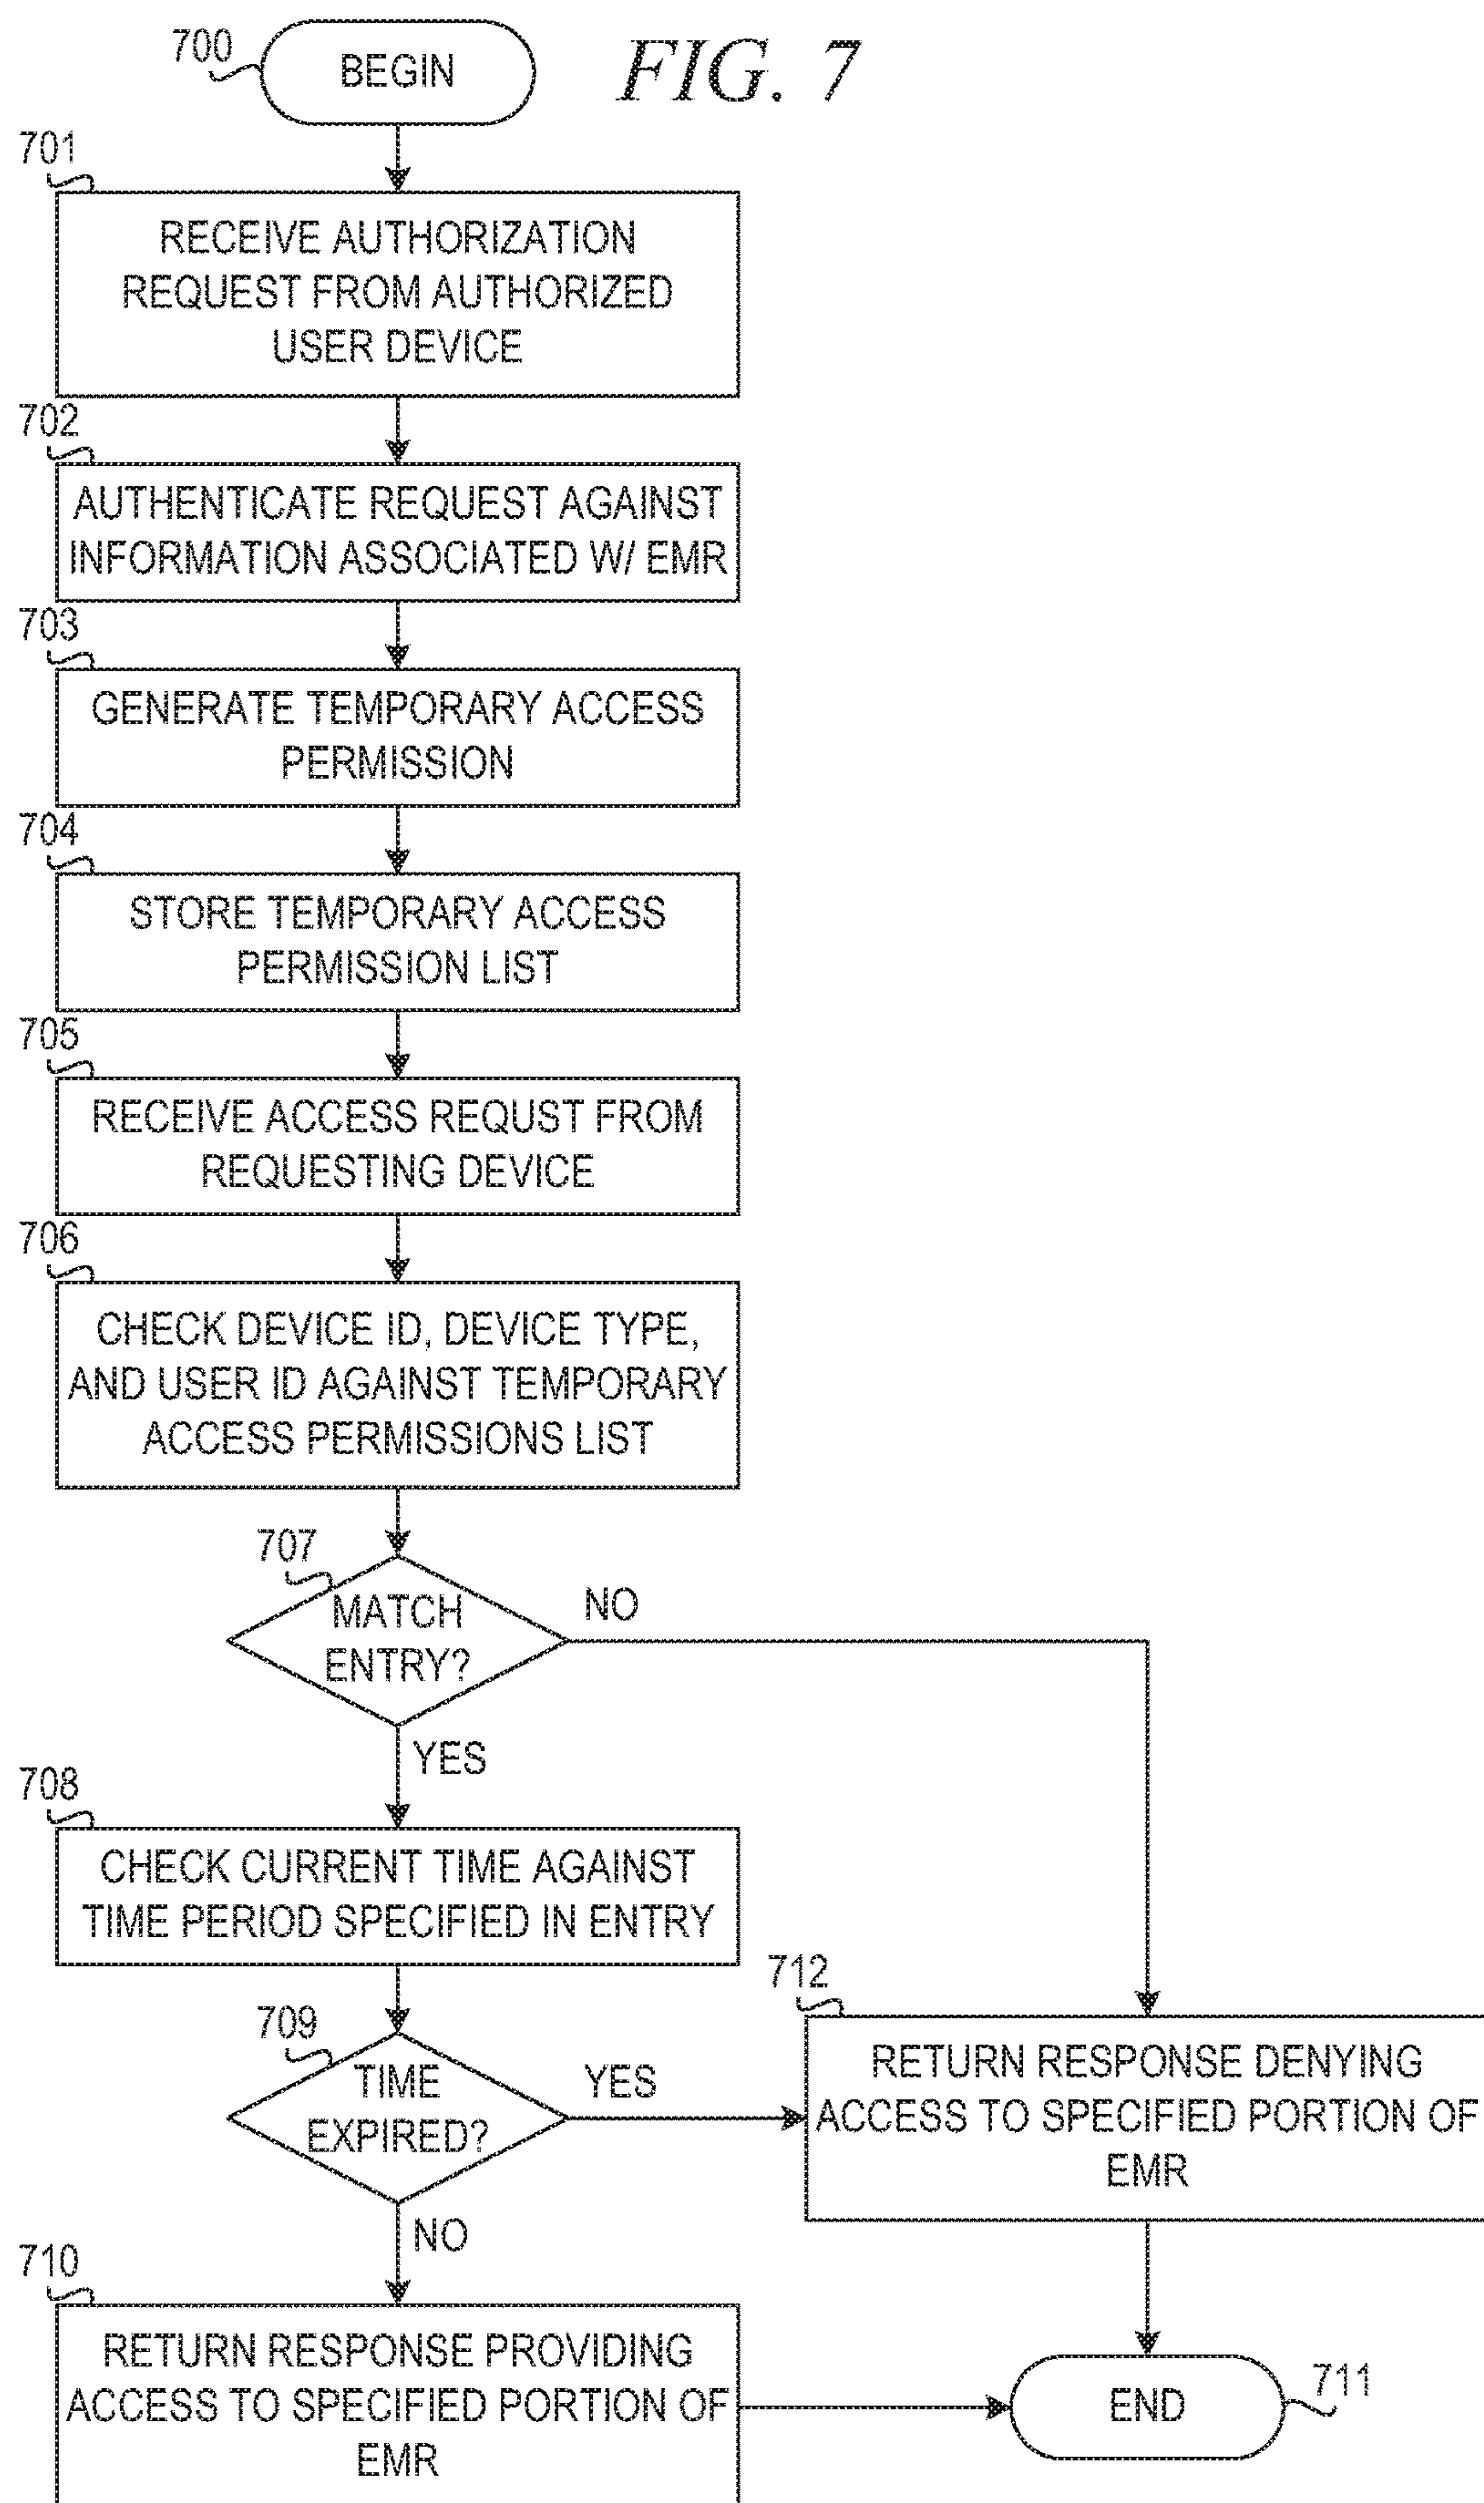 700
BEGIN
FIG. 7
701
RECEIVE AUTHORIZATION
REQUEST FROM AUTHORIZED
USER DEVICE
702
AUTHENTICATE REQUEST AGAINST
INFORMATION ASSOCIATED W/ EMR
703
GENERATE TEMPORARY ACCESS
PERMISSION
704
STORE TEMPORARY ACCESS
PERMISSION LIST
705
RECEIVE ACCESS REQUST FROM
REQUESTING DEVICE
706
CHECK DEVICE ID, DEVICE TYPE,
AND USER ID AGAINST TEMPORARY
ACCESS PERMISSIONS LIST
707
MATCH
ENTRY?
NO
YES
708
CHECK CURRENT TIME AGAINST
TIME PERIOD SPECIFIED IN ENTRY
709
TIME
EXPIRED?
YES
NO
712
RETURN RESPONSE DENYING
ACCESS TO SPECIFIED PORTION OF
EMR
710
RETURN RESPONSE PROVIDING
ACCESS TO SPECIFIED PORTION OF
EMR
END
711